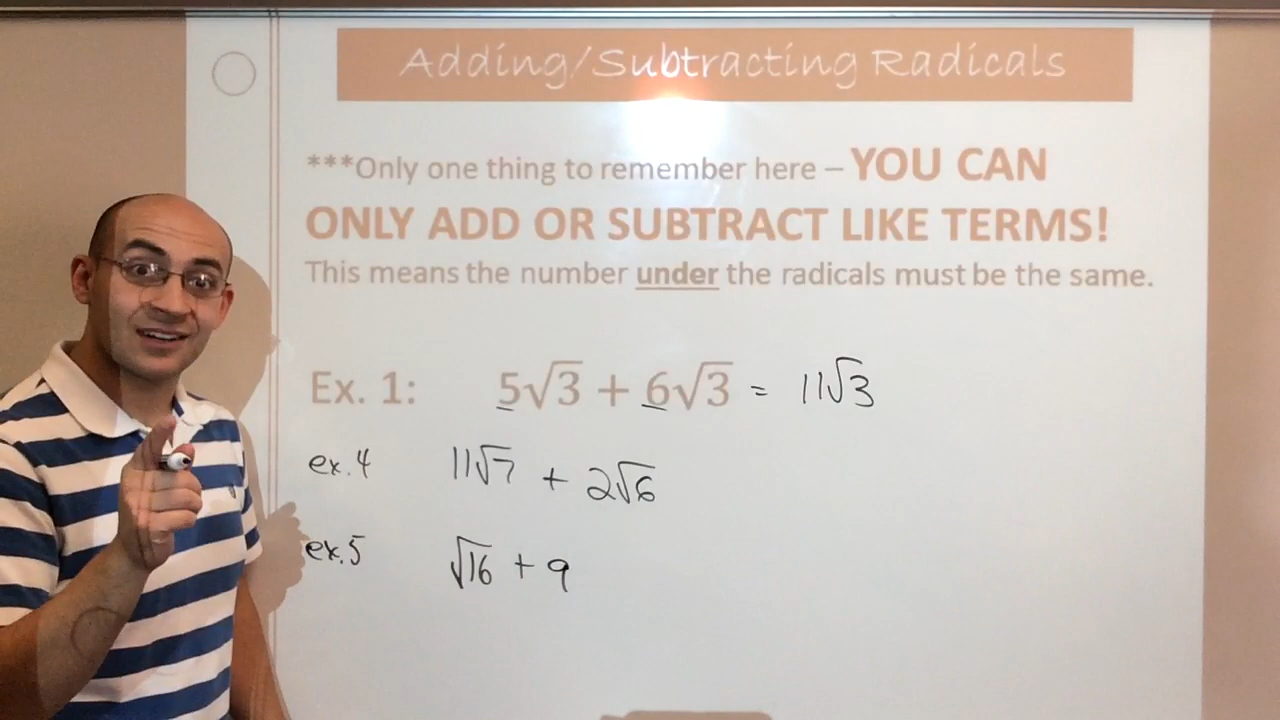 Adding/Subtracting Radicals
***Only one thing to remember here – YOU CAN
ONLY ADD OR SUBTRACT LIKE TERMS!
This means the number under the radicals must be the same.
Ex. 1: 5√3 + 6√3 = 11√3
ex. 4 11√7 + 2√6
ex. 5 √16 + 9